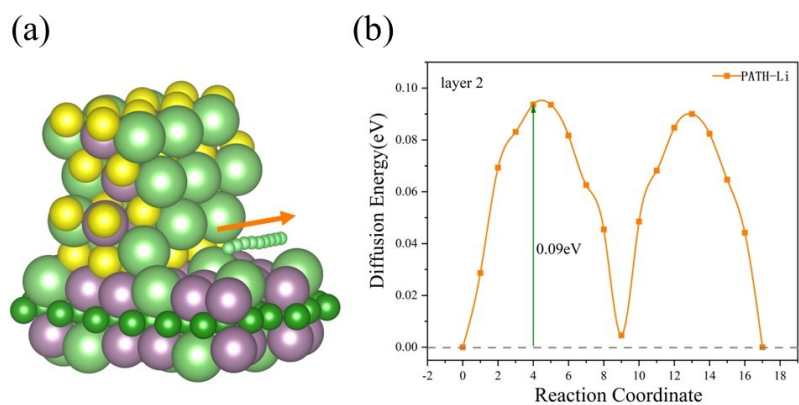 (a)
(b)
layer 2
PATH-Li
0.09eV
Diffusion Energy(eV)
0.10
0.08
0.06
0.04
0.02
0.00
-2 0 2 4 6 8 10 12 14 16 18
Reaction Coordinate